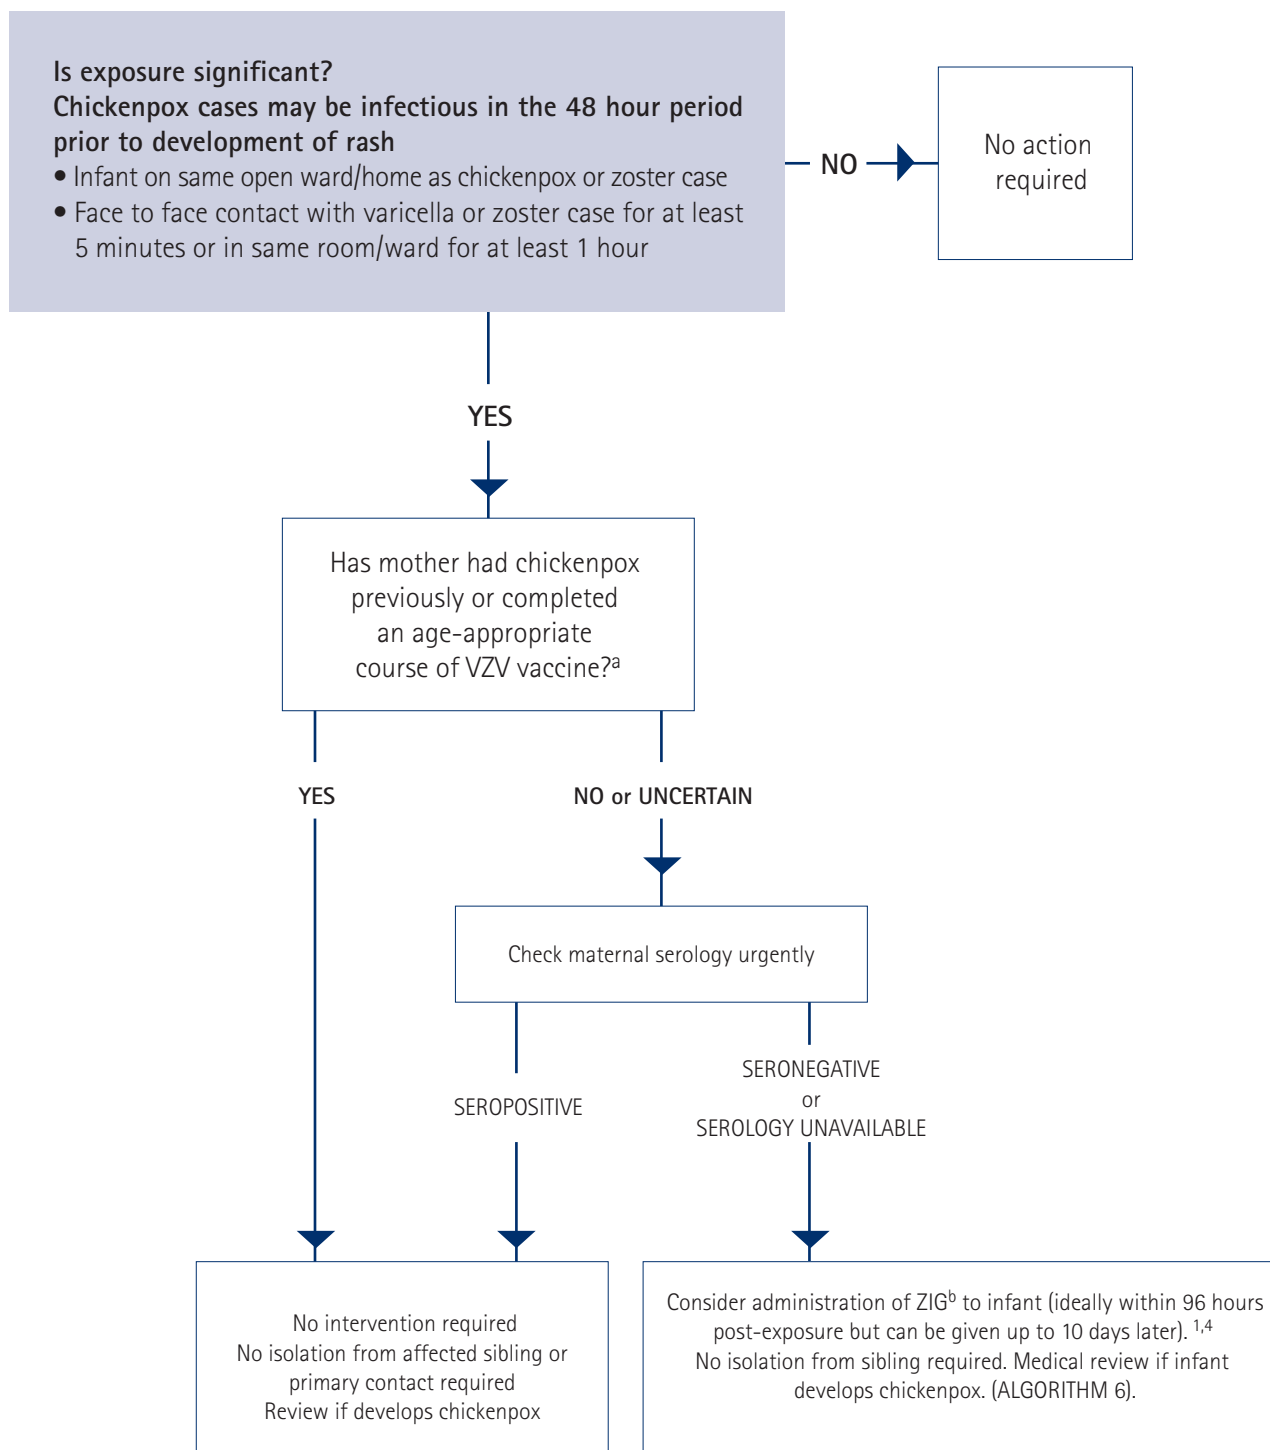 Is exposure significant?
Chickenpox cases may be infectious in the 48 hour period
prior to development of rash
• Infant on same open ward/home as chickenpox or zoster case
• Face to face contact with varicella or zoster case for at least
5 minutes or in same room/ward for at least 1 hour
NO
No action
required
YES
Has mother had chickenpox
previously or completed
an age-appropriate
course of VZV vaccine?a
YES
NO or UNCERTAIN
Check maternal serology urgently
SEROPOSITIVE
SERONEGATIVE
or
SEROLOGY UNAVAILABLE
No intervention required
No isolation from affected sibling or
primary contact required
Review if develops chickenpox
Consider administration of ZIGb to infant (ideally within 96 hours
post-exposure but can be given up to 10 days later). 1,4
No isolation from sibling required. Medical review if infant
develops chickenpox. (ALGORITHM 6).